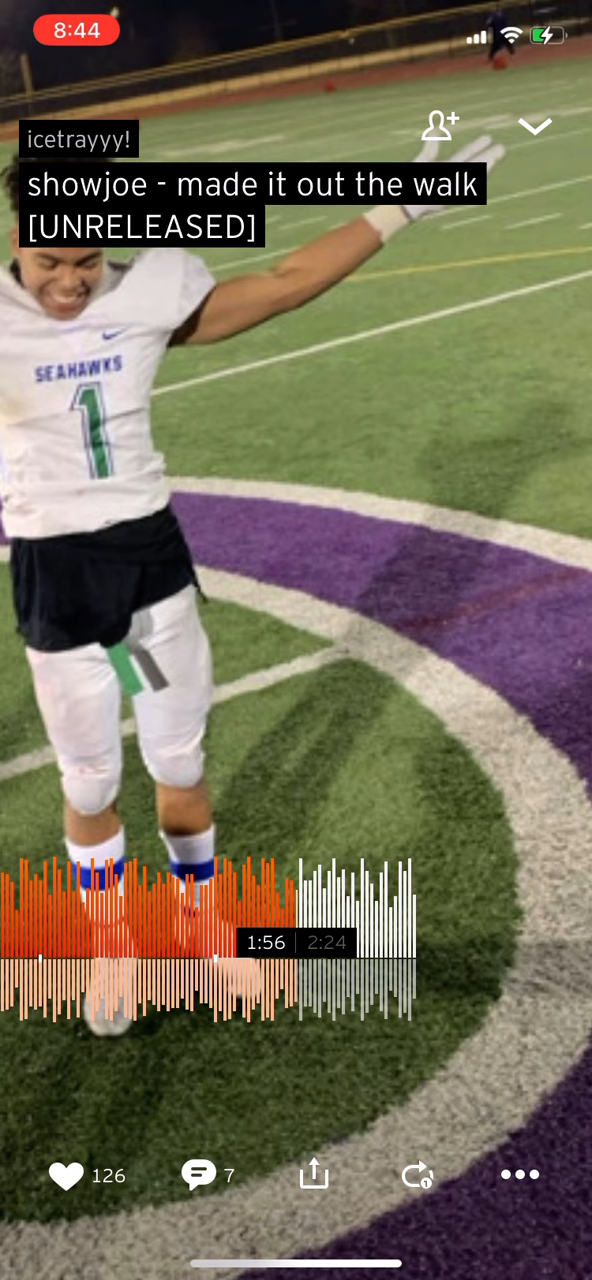 8:44
icetrayyy!
showjoe - made it out the walk
[UNRELEASED]
SEAHAWKS
1
1:56 | 2:24
126
7
1